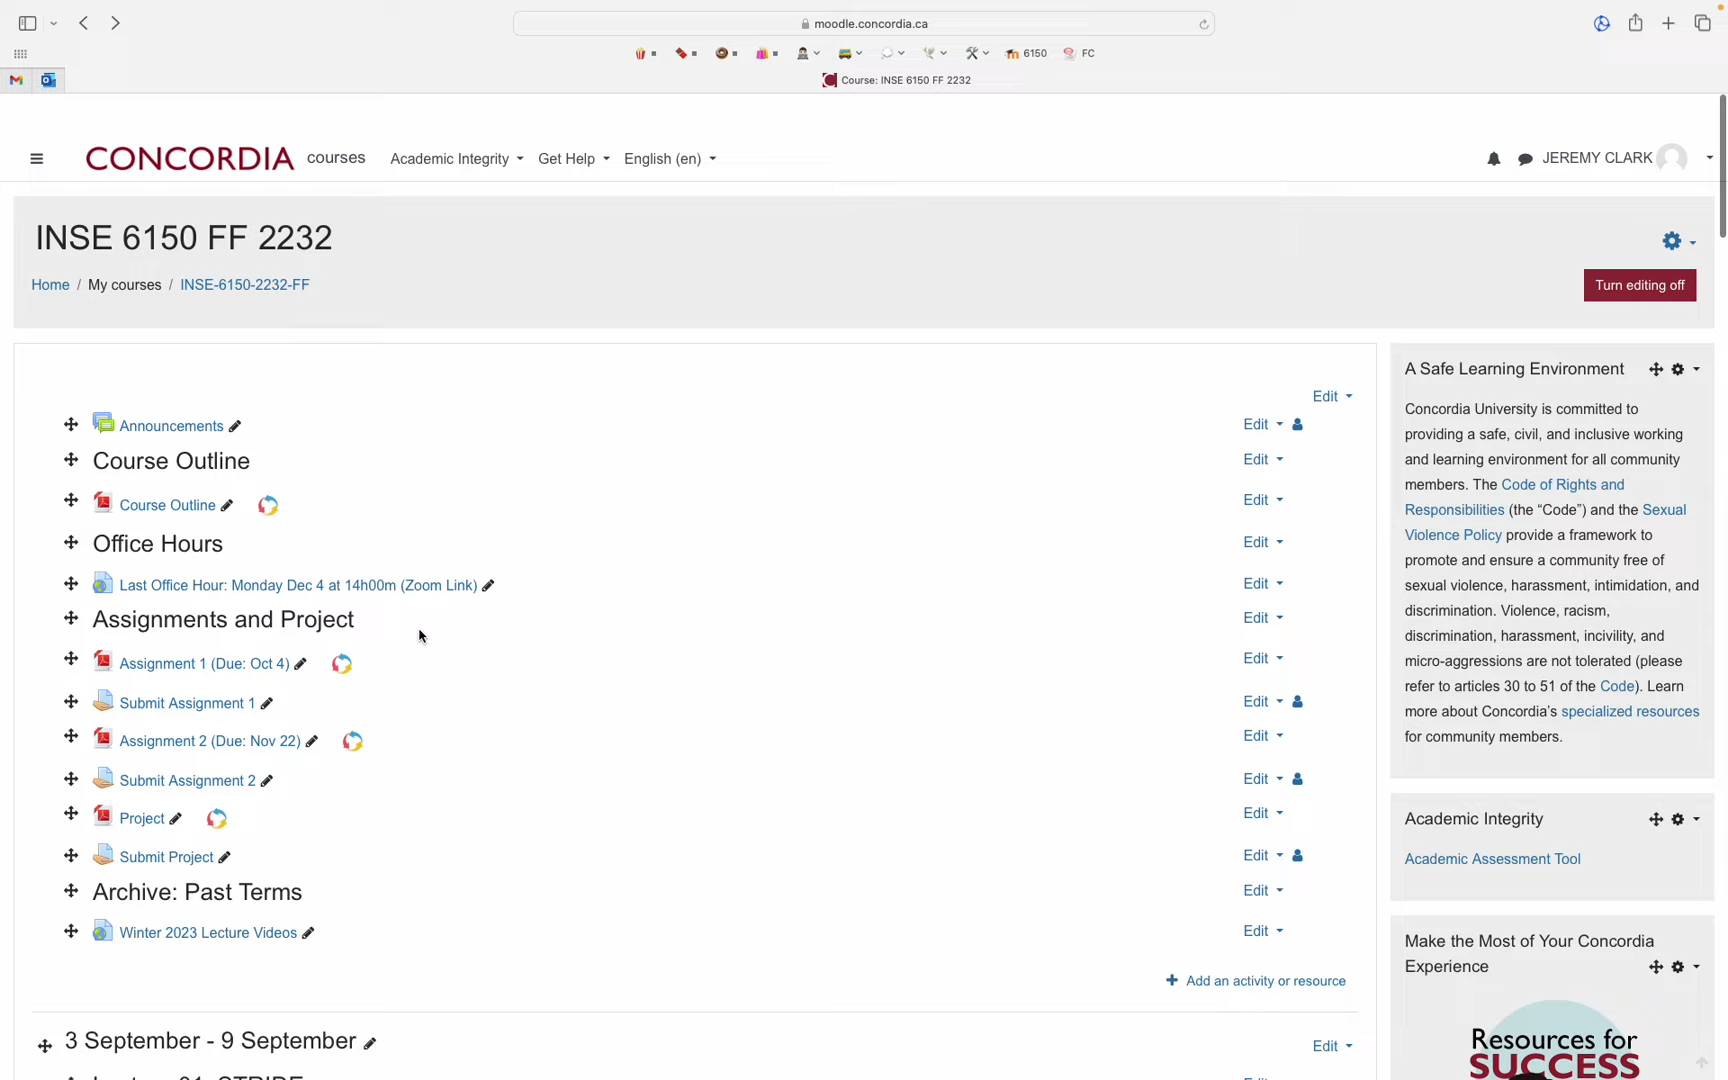 moodle.concordia.ca
6150
FC
Course: INSE 6150 FF 2232
CONCORDIA
courses
Academic Integrity
Get Help
English (en)
JEREMY CLARK
INSE 6150 FF 2232
Home / My courses / INSE-6150-2232-FF
Turn editing off
Edit
Announcements
Edit
Course Outline
Edit
Course Outline
Edit
Office Hours
Edit
Last Office Hour: Monday Dec 4 at 14h00m (Zoom Link)
Edit
Assignments and Project
Edit
Assignment 1 (Due: Oct 4)
Edit
Submit Assignment 1
Edit
Assignment 2 (Due: Nov 22)
Edit
Submit Assignment 2
Edit
Project
Edit
Submit Project
Edit
Archive: Past Terms
Edit
Winter 2023 Lecture Videos
Edit
+ Add an activity or resource
3 September - 9 September
Edit
A Safe Learning Environment
Concordia University is committed to
providing a safe, civil, and inclusive working
and learning environment for all community
members. The Code of Rights and
Responsibilities (the “Code”) and the Sexual
Violence Policy provide a framework to
promote and ensure a community free of
sexual violence, harassment, intimidation, and
discrimination. Violence, racism,
discrimination, harassment, incivility, and
micro-aggressions are not tolerated (please
refer to articles 30 to 51 of the Code). Learn
more about Concordia's specialized resources
for community members.
Academic Integrity
Academic Assessment Tool
Make the Most of Your Concordia
Experience
Resources for
SUCCESS